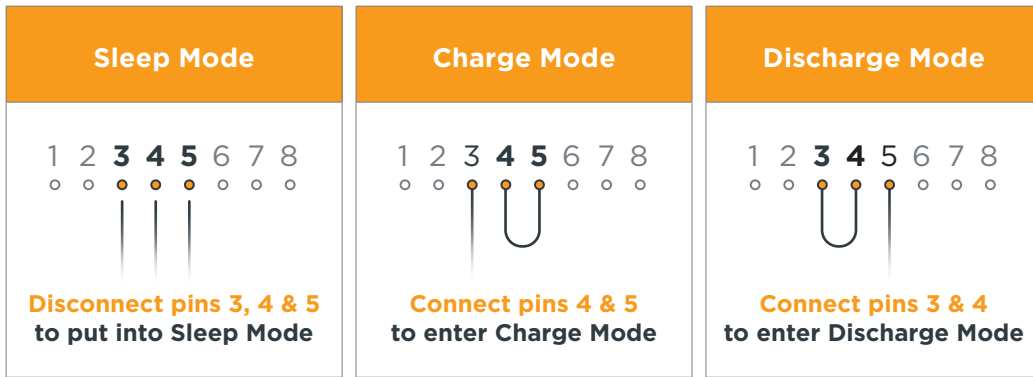 Sleep Mode
1 2 3 4 5 6 7 8
Disconnect pins 3, 4 & 5
to put into Sleep Mode
Charge Mode
1 2 3 4 5 6 7 8
Connect pins 4 & 5
to enter Charge Mode
Discharge Mode
1 2 3 4 5 6 7 8
Connect pins 3 & 4
to enter Discharge Mode